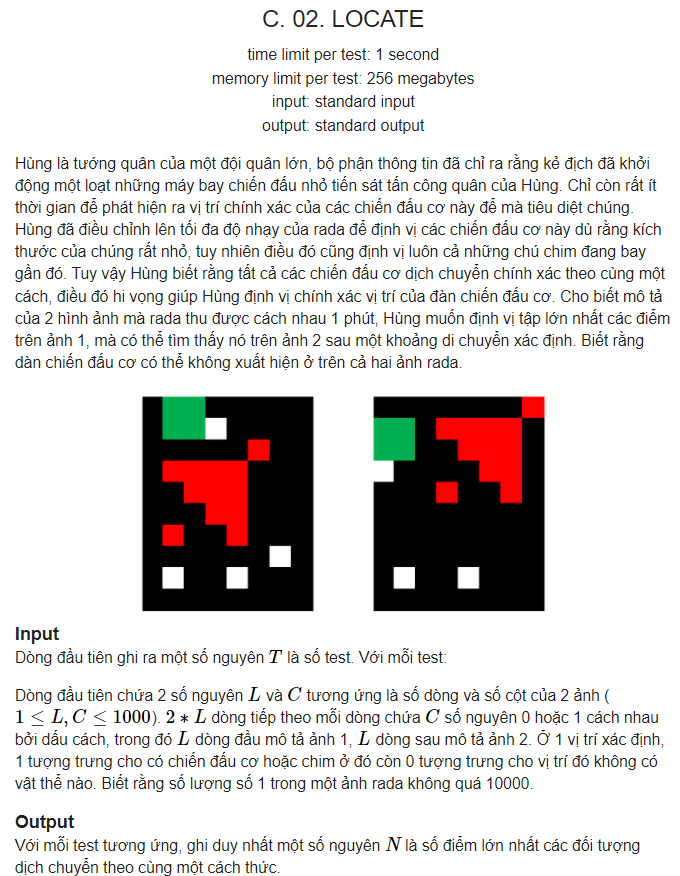 C. 02. LOCATE
time limit per test: 1 second
memory limit per test: 256 megabytes
input: standard input
output: standard output
Hùng là tướng quân của một đội quân lớn, bộ phận thông tin đã chỉ ra rằng kẻ địch đã khởi
động một loạt những máy bay chiến đấu nhỏ tiến sát tấn công quân của Hùng. Chỉ còn rất ít
thời gian để phát hiện ra vị trí chính xác của các chiến đấu cơ này để mà tiêu diệt chúng.
Hùng đã điều chỉnh lên tối đa độ nhạy của rada để định vị các chiến đấu cơ này dù rằng kích
thước của chúng rất nhỏ, tuy nhiên điều đó cũng định vị luôn cả những chú chim đang bay
gần đó. Tuy vậy Hùng biết rằng tất cả các chiến đấu cơ dịch chuyển chính xác theo cùng một
cách, điều đó hi vọng giúp Hùng định vị chính xác vị trí của đàn chiến đấu cơ. Cho biết mô tả
của 2 hình ảnh mà rada thu được cách nhau 1 phút, Hùng muốn định vị tập lớn nhất các điểm
trên ảnh 1, mà có thể tìm thấy nó trên ảnh 2 sau một khoảng di chuyển xác định. Biết rằng
dàn chiến đấu cơ có thể không xuất hiện ở trên cả hai ảnh rada.
Input
Dòng đầu tiên ghi ra một số nguyên T là số test. Với mỗi test:
Dòng đầu tiên chứa 2 số nguyên L và C tương ứng là số dòng và số cột của 2 ảnh (
1 ≤ L, C ≤ 1000). 2 ∗ L dòng tiếp theo mỗi dòng chứa C số nguyên 0 hoặc 1 cách nhau
bởi dấu cách, trong đó L dòng đầu mô tả ảnh 1, L dòng sau mô tả ảnh 2. Ở 1 vị trí xác định,
1 tượng trưng cho có chiến đấu cơ hoặc chim ở đó còn 0 tượng trưng cho vị trí đó không có
vật thể nào. Biết rằng số lượng số 1 trong một ảnh rada không quá 10000.
Output
Với mỗi test tương ứng, ghi duy nhất một số nguyên N là số điểm lớn nhất các đối tượng
dịch chuyển theo cùng một cách thức.